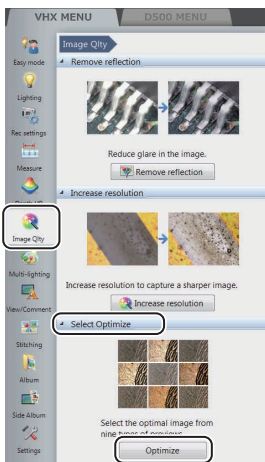 VHX MENU
D500 MENU
Easy mode
Lighting
Rec settings
Measure
Depth UP
Image Qlty
Multi-lighting
View/Comment
Stitching
Album
Side Album
Settings
Image Qlty
Remove reflection
Reduce glare in the image.
Remove reflection
Increase resolution
Increase resolution to capture a sharper image.
Increase resolution
Select Optimize
Select the optimal image from
nine types of previews.
Optimize